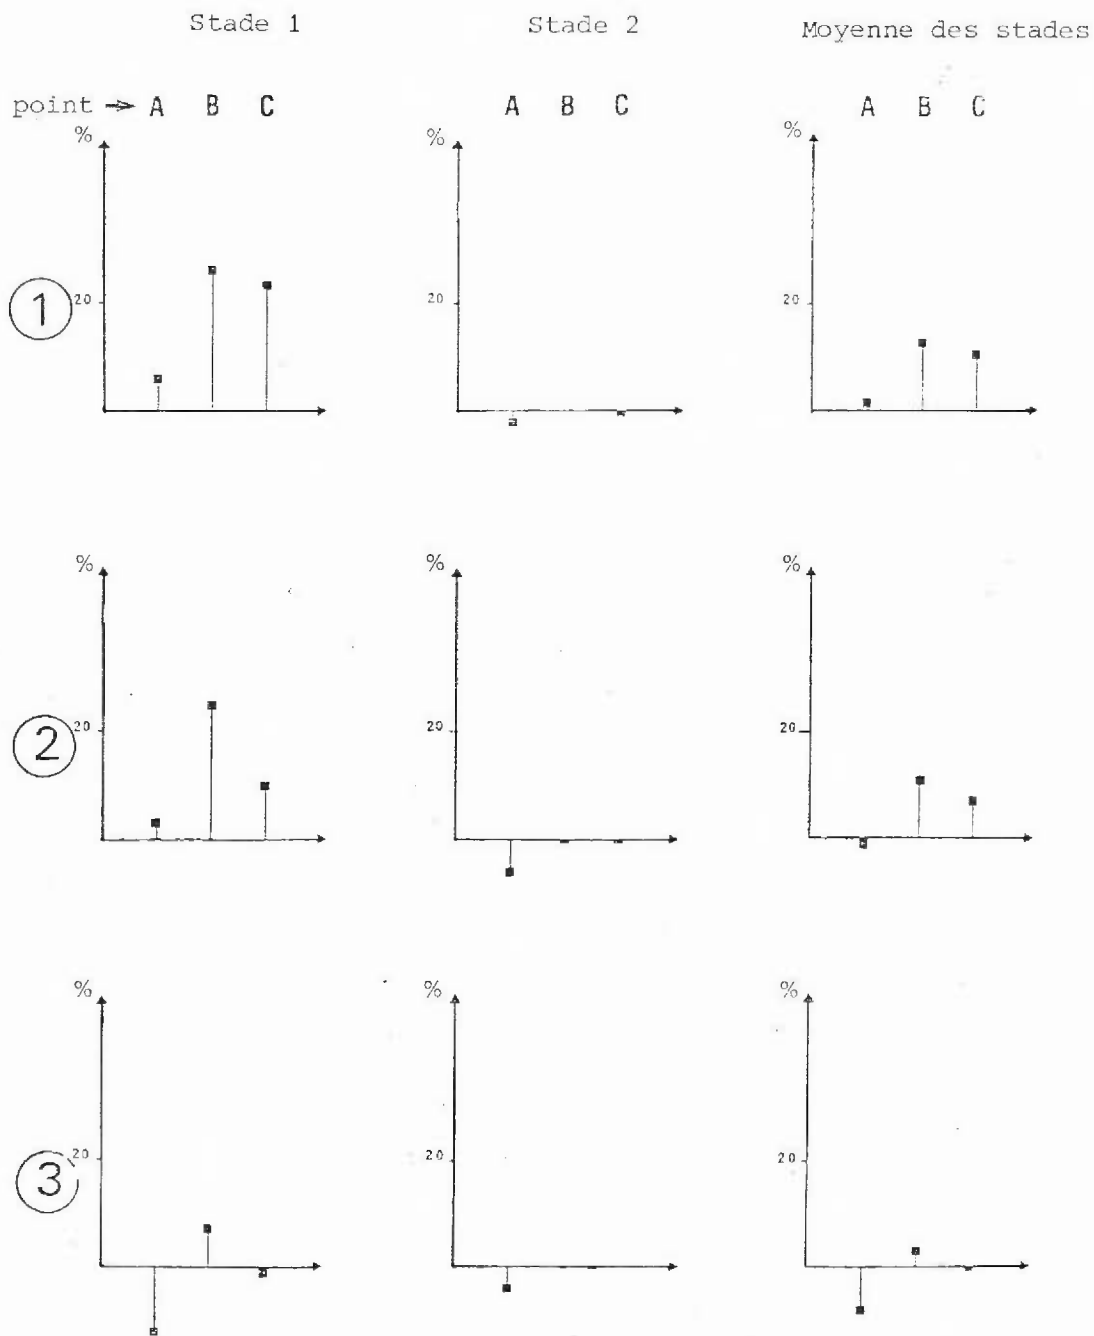 Stade 1 Stade 2 Moyenne des stades
point → A B C A B C A B C
% % %
① 20 20 20
% % %
② 20 20 20
% % %
③ 20 20 20